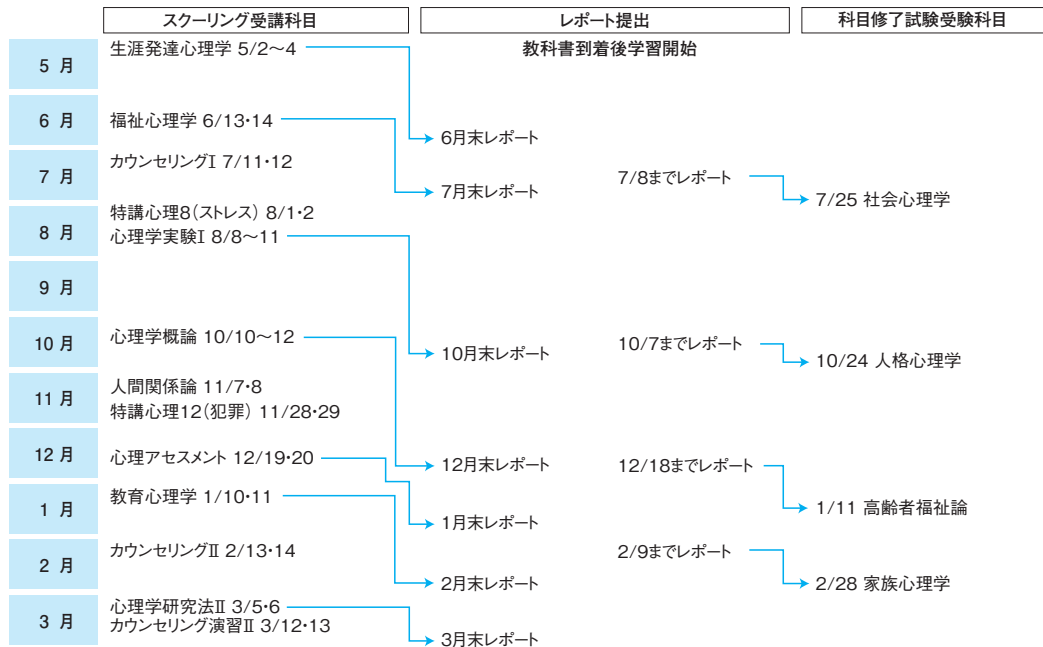 スクーリング受講科目
レポート提出
科目修了試験受験科目
5 月
生涯発達心理学 5/2〜4
教科書到着後学習開始
6 月
福祉心理学 6/13・14
6月末レポート
7 月
カウンセリングⅠ 7/11・12
7月末レポート
7/8までレポート
7/25 社会心理学
8 月
特講心理8(ストレス) 8/1・2
心理学実験Ⅰ 8/8〜11
9 月
10 月
心理学概論 10/10〜12
10月末レポート
10/7までレポート
10/24 人格心理学
11 月
人間関係論 11/7・8
特講心理12(犯罪) 11/28・29
12 月
心理アセスメント 12/19・20
12月末レポート
12/18までレポート
1 月
教育心理学 1/10・11
1月末レポート
1/11 高齢者福祉論
2 月
カウンセリングⅡ 2/13・14
2月末レポート
2/9までレポート
2/28 家族心理学
3 月
心理学研究法Ⅱ 3/5・6
カウンセリング演習Ⅱ 3/12・13
3月末レポート